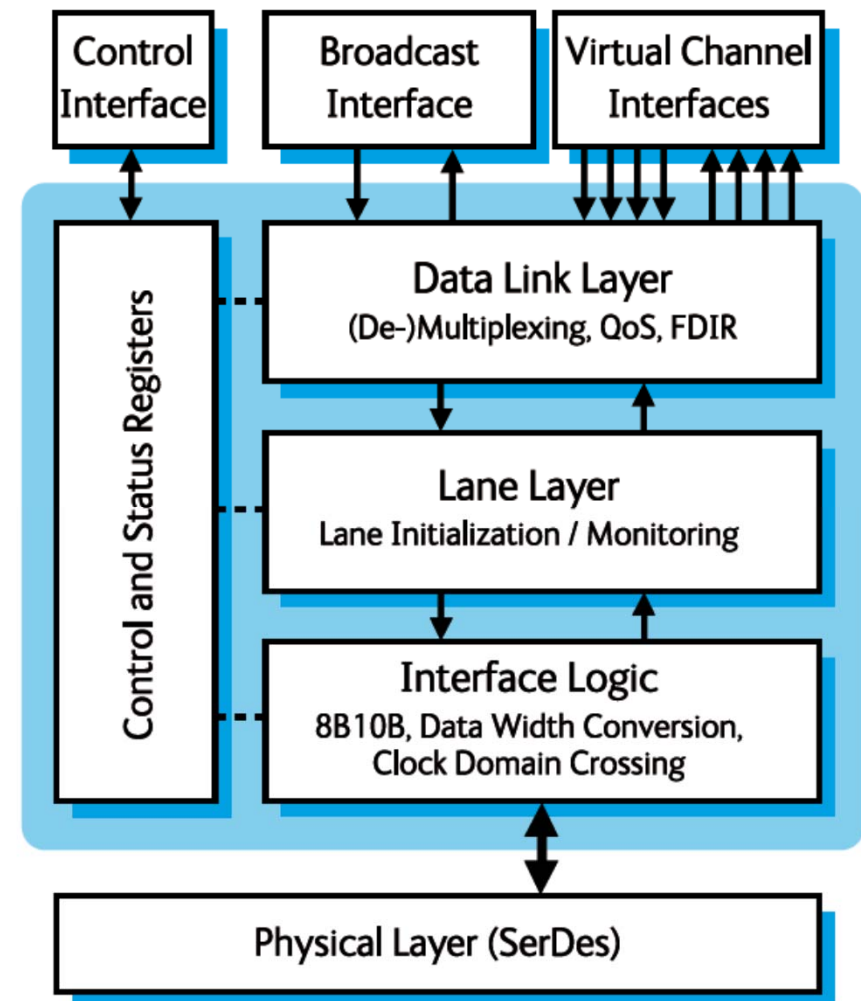 Control
Interface
Broadcast
Interface
Virtual Channel
Interfaces
Control and Status Registers
Data Link Layer
(De-)Multiplexing, QoS, FDIR
Lane Layer
Lane Initialization / Monitoring
Interface Logic
8B10B, Data Width Conversion,
Clock Domain Crossing
Physical Layer (SerDes)